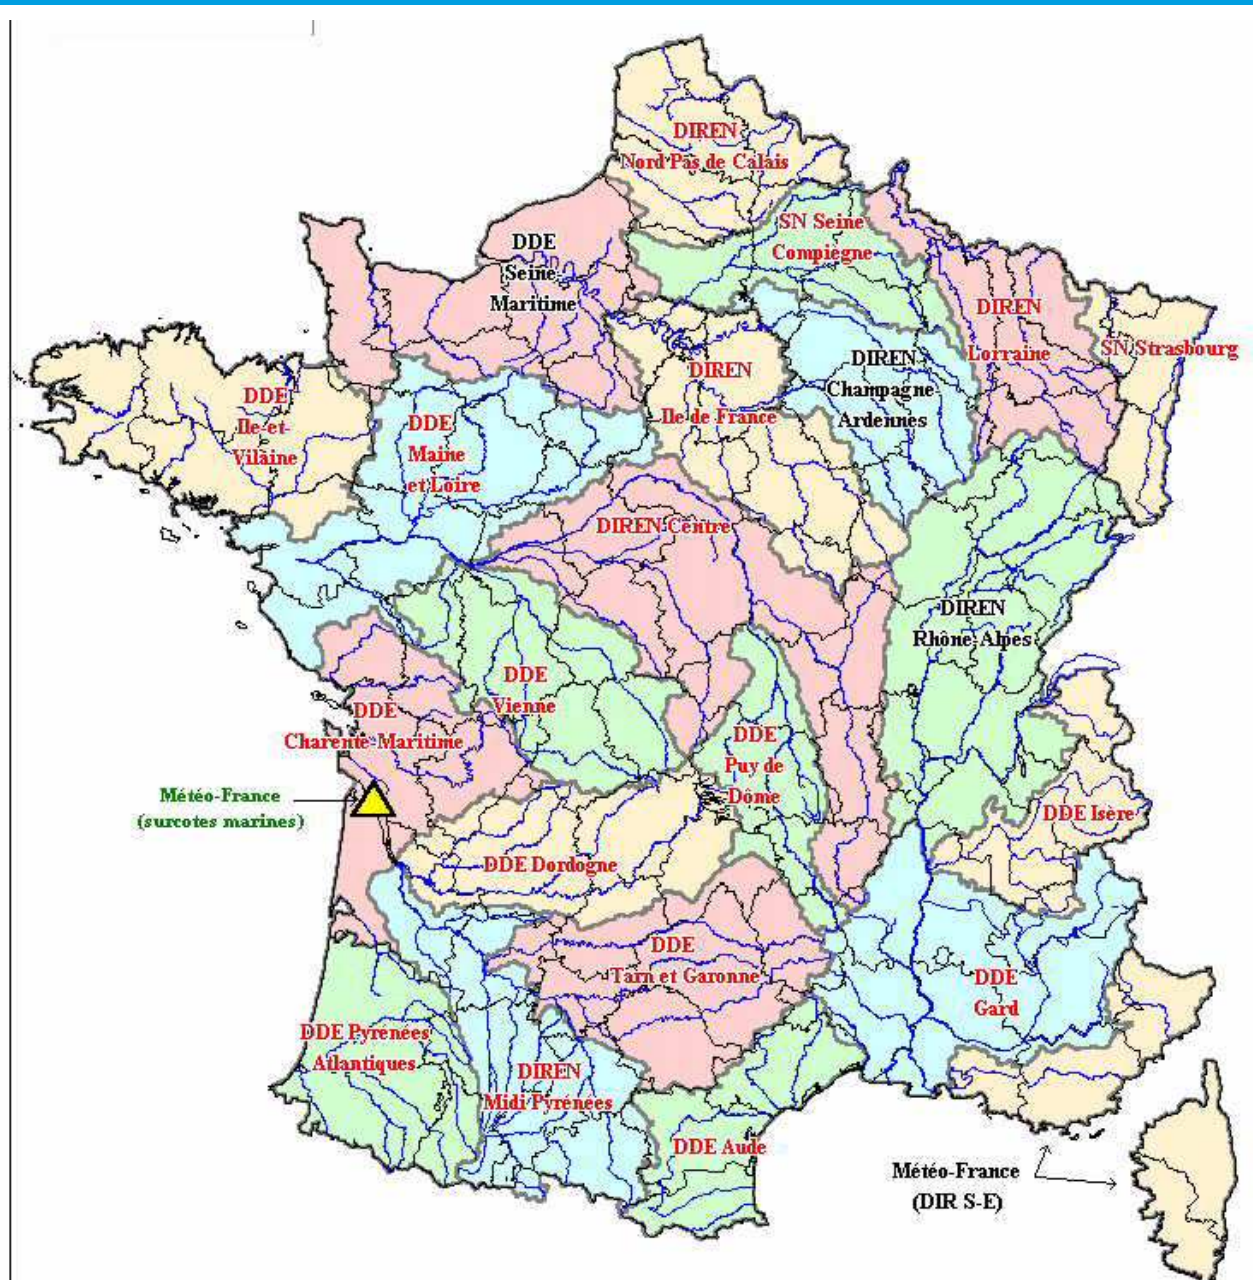 DIREN
Nord Pas de Calais
SN Seine
Compiègne
DDE
Seine-
Maritime
DIREN
Lorraine
SN Strasbourg
DIREN
Champagne-
Ardennes
DIREN
Ile de France
DDE
Ile-et-
Vilaine
DDE
Maine
et Loire
DIREN Centre
DIREN
Rhône-Alpes
DDE
Vienne
DDE
Charente-Maritime
DDE
Puy de
Dôme
Météo-France
(surcotes marines)
DDE Isère
DDE Dordogne
DDE
Tarn et Garonne
DDE
Gard
DDE Pyrénées
Atlantiques
DIREN
Midi Pyrénées
DDE Aude
Météo-France
(DIR S-E)